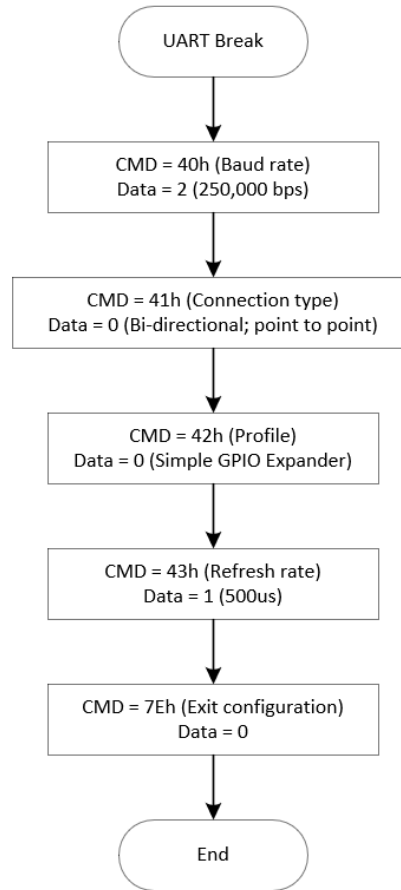 UART Break
CMD = 40h (Baud rate)
Data = 2 (250,000 bps)
CMD = 41h (Connection type)
Data = 0 (Bi-directional; point to point)
CMD = 42h (Profile)
Data = 0 (Simple GPIO Expander)
CMD = 43h (Refresh rate)
Data = 1 (500us)
CMD = 7Eh (Exit configuration)
Data = 0
End